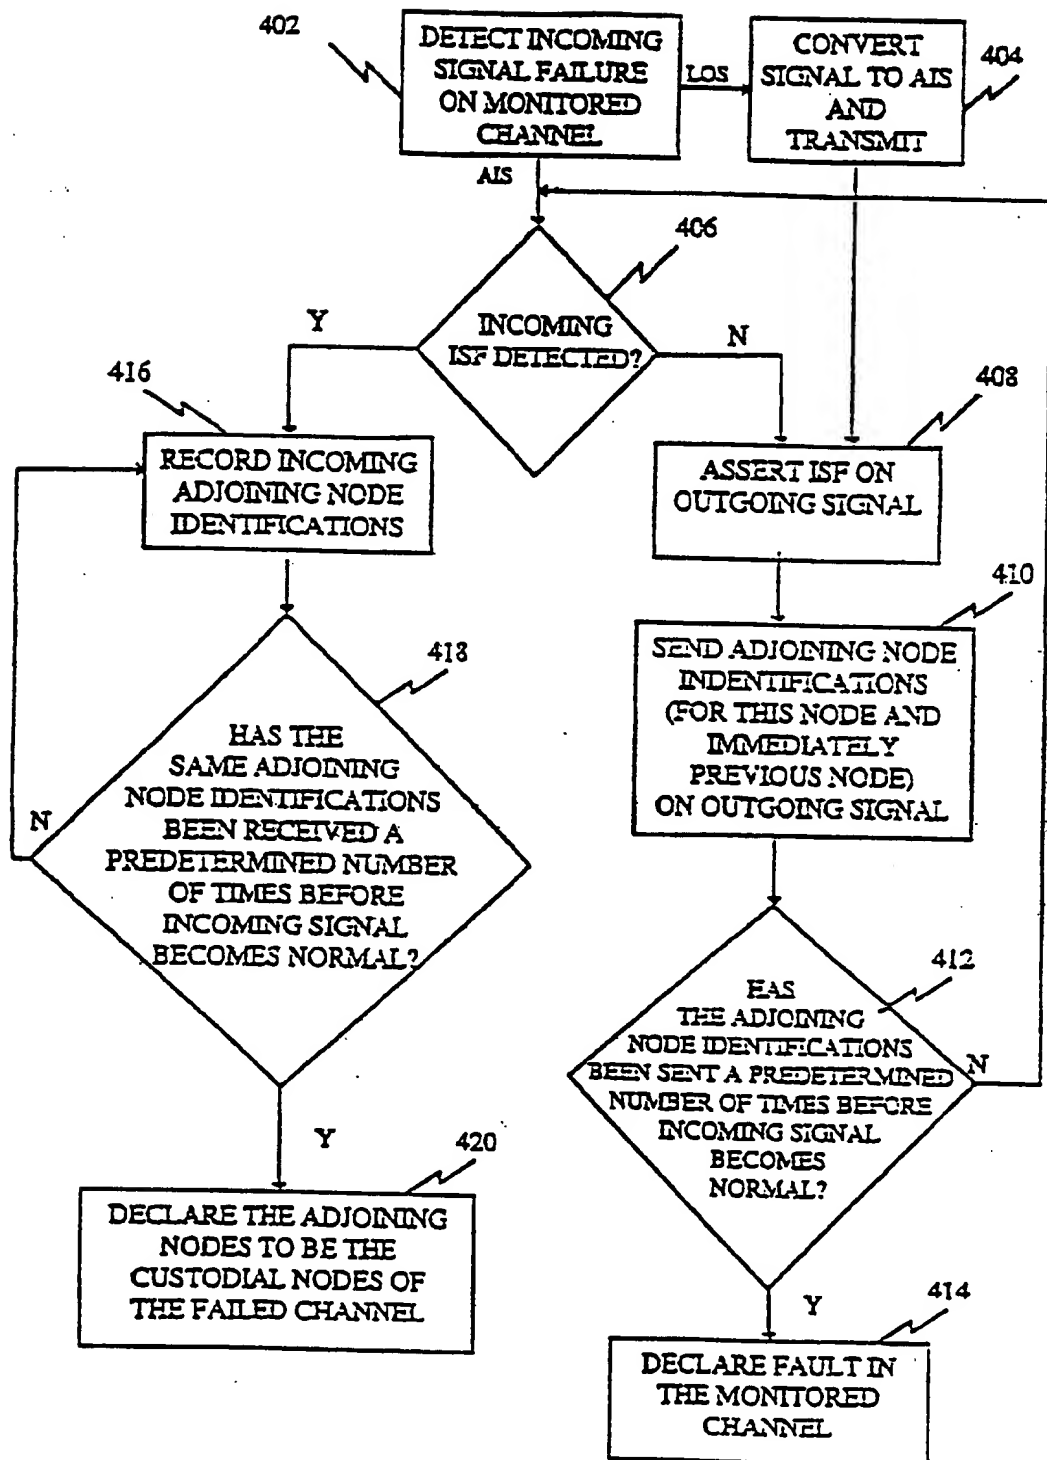 402
DETECT INCOMING
SIGNAL FAILURE
ON MONITORED
CHANNEL
LOS
CONVERT
SIGNAL TO AIS
AND
TRANSMIT
404
AIS
406
INCOMING
ISF DETECTED?
Y
N
416
RECORD INCOMING
ADJOINING NODE
IDENTIFICATIONS
408
ASSERT ISF ON
OUTGOING SIGNAL
410
SEND ADJOINING NODE
INDENTIFICATIONS
(FOR THIS NODE AND
IMMEDIATELY
PREVIOUS NODE)
ON OUTGOING SIGNAL
418
HAS THE
SAME ADJOINING
NODE IDENTIFICATIONS
BEEN RECEIVED A
PREDETERMINED NUMBER
OF TIMES BEFORE
INCOMING SIGNAL
BECOMES NORMAL?
N
Y
412
HAS
THE ADJOINING
NODE IDENTIFICATIONS
BEEN SENT A PREDETERMINED
NUMBER OF TIMES BEFORE
INCOMING SIGNAL
BECOMES
NORMAL?
N
Y
420
DECLARE THE ADJOINING
NODES TO BE THE
CUSTODIAL NODES OF
THE FAILED CHANNEL
414
DECLARE FAULT IN
THE MONITORED
CHANNEL